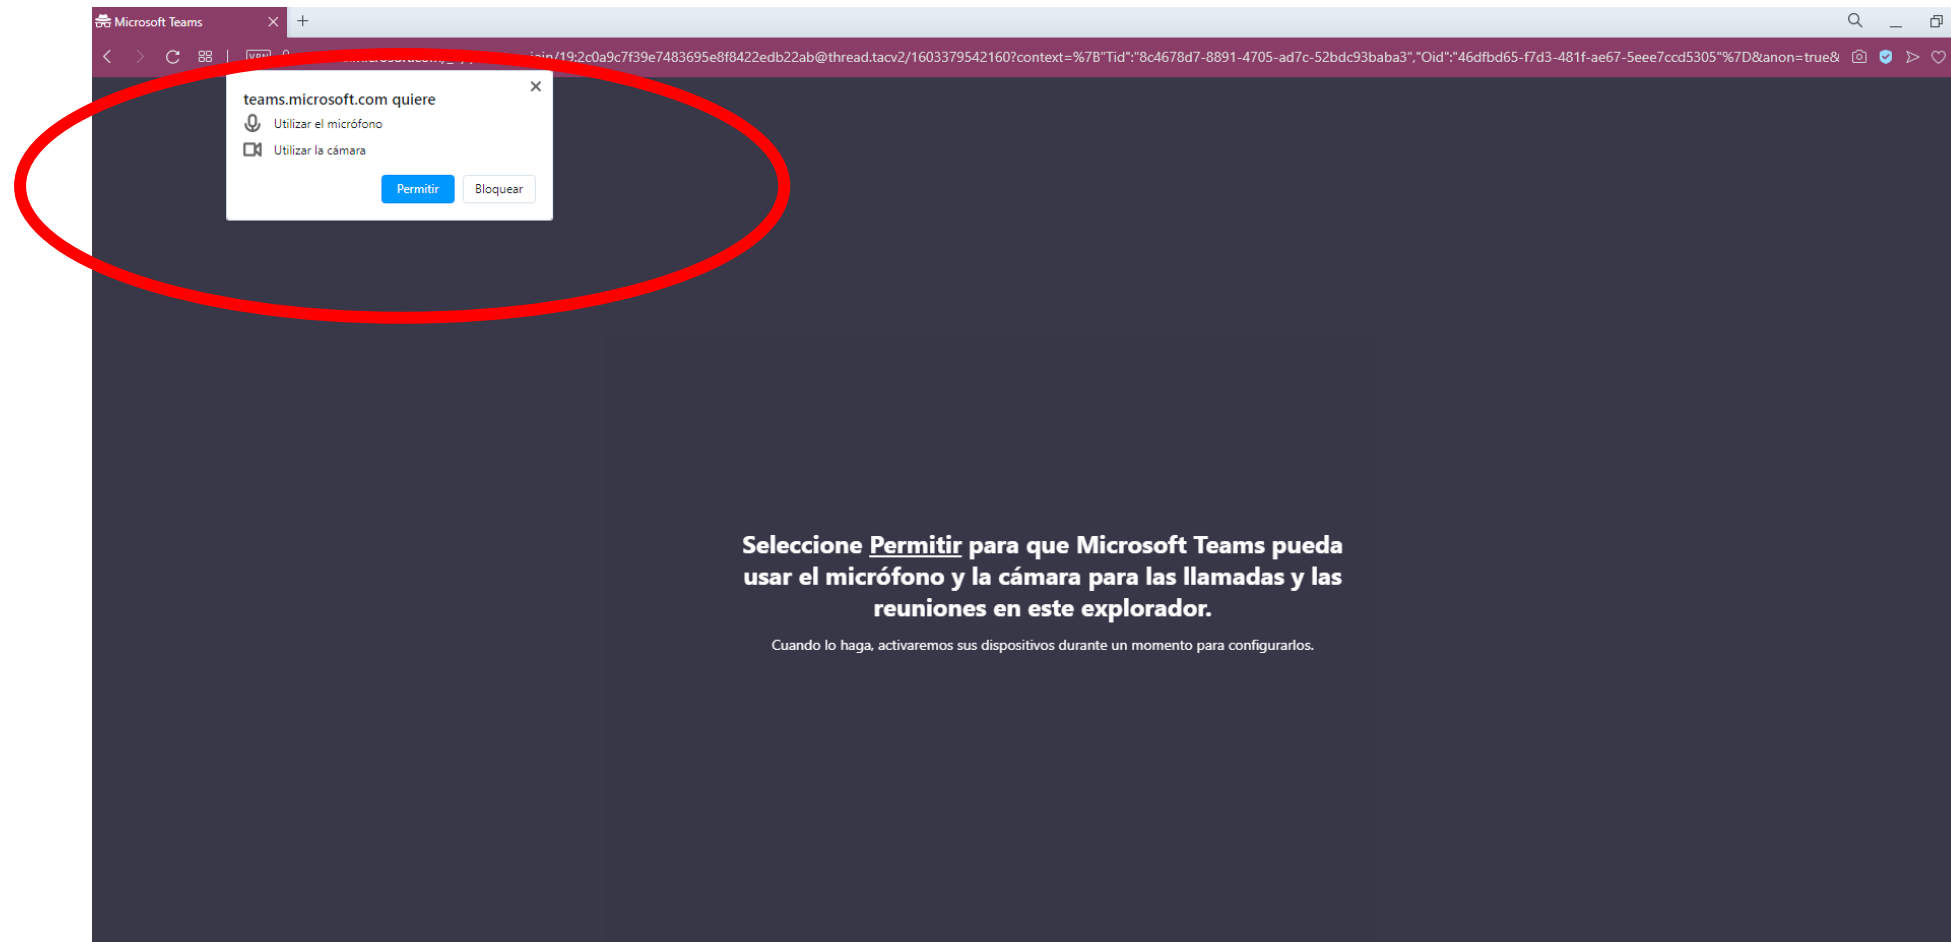 Microsoft Teams
join/19:2c0a9c7f39e7483695e8f8422edb22ab@thread.tacv2/1603379542160?context=%7B"Tid":"8c4678d7-8891-4705-ad7c-52bdc93baba3","Oid":"46dfbd65-f7d3-481f-ae67-5eee7ccd5305"%7D&anon=true&
teams.microsoft.com quiere
Utilizar el micrófono
Utilizar la cámara
Permitir Bloquear
Seleccione Permitir para que Microsoft Teams pueda
usar el micrófono y la cámara para las llamadas y las
reuniones en este explorador.
Cuando lo haga, activaremos sus dispositivos durante un momento para configurarlos.